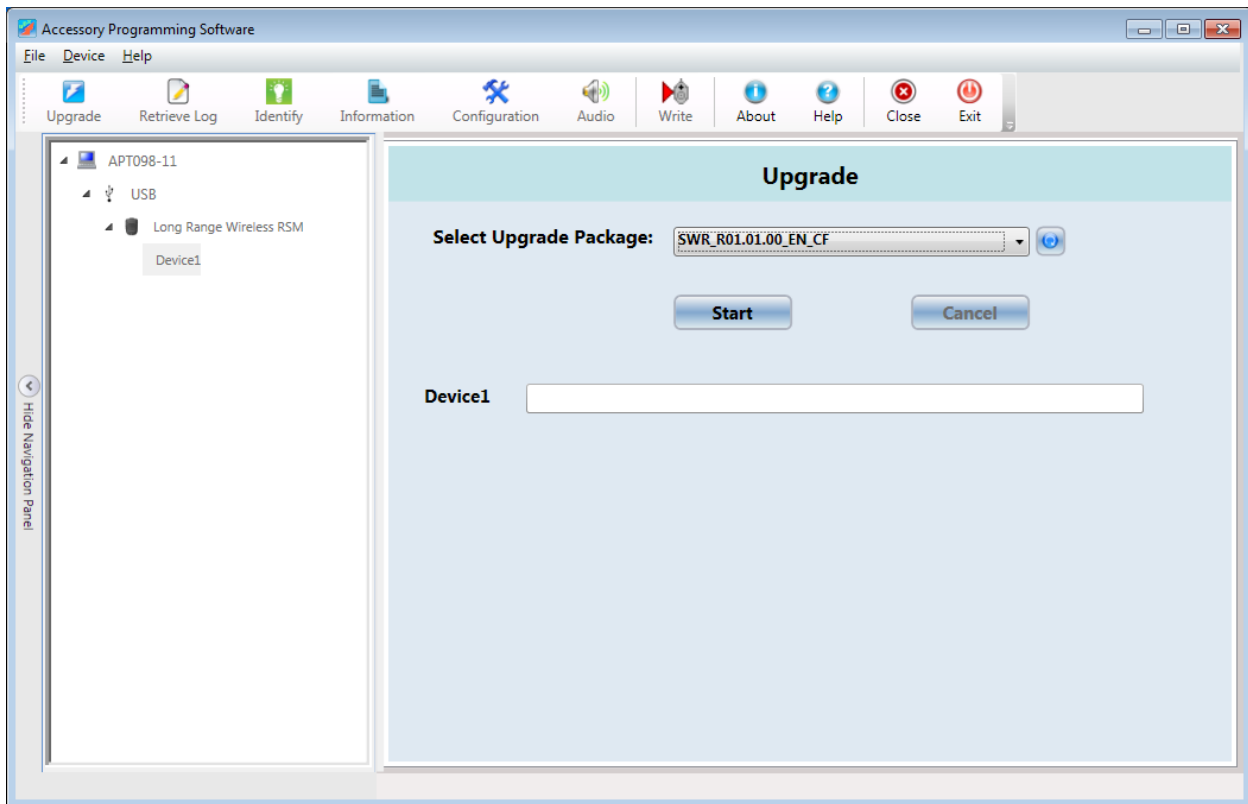 Accessory Programming Software
File Device Help
Upgrade Retrieve Log Identify Information Configuration Audio Write About Help Close Exit
APT098-11
USB
Long Range Wireless RSM
Device1
Hide Navigation Panel
Upgrade
Select Upgrade Package: SWR_R01.01.00_EN_CF
Start Cancel
Device1